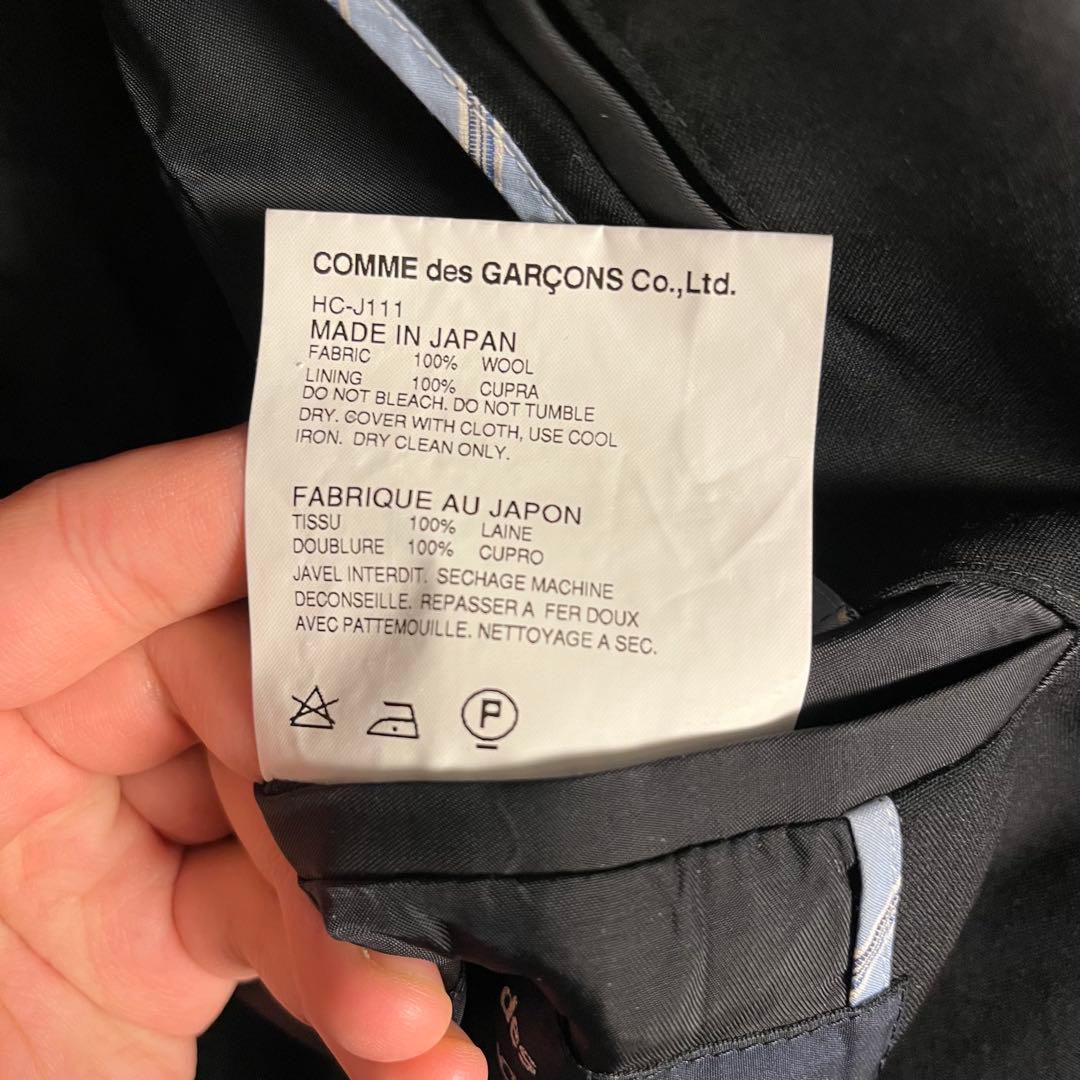 COMME des GARÇONS Co.,Ltd.
HC-J111
MADE IN JAPAN
FABRIC 100% WOOL
LINING 100% CUPRA
DO NOT BLEACH. DO NOT TUMBLE
DRY. COVER WITH CLOTH, USE COOL
IRON. DRY CLEAN ONLY.
FABRIQUE AU JAPON
TISSU 100% LAINE
DOUBLURE 100% CUPRO
JAVEL INTERDIT. SECHAGE MACHINE
DECONSEILLE. REPASSER A FER DOUX
AVEC PATTEMOUILLE. NETTOYAGE A SEC.
P
des